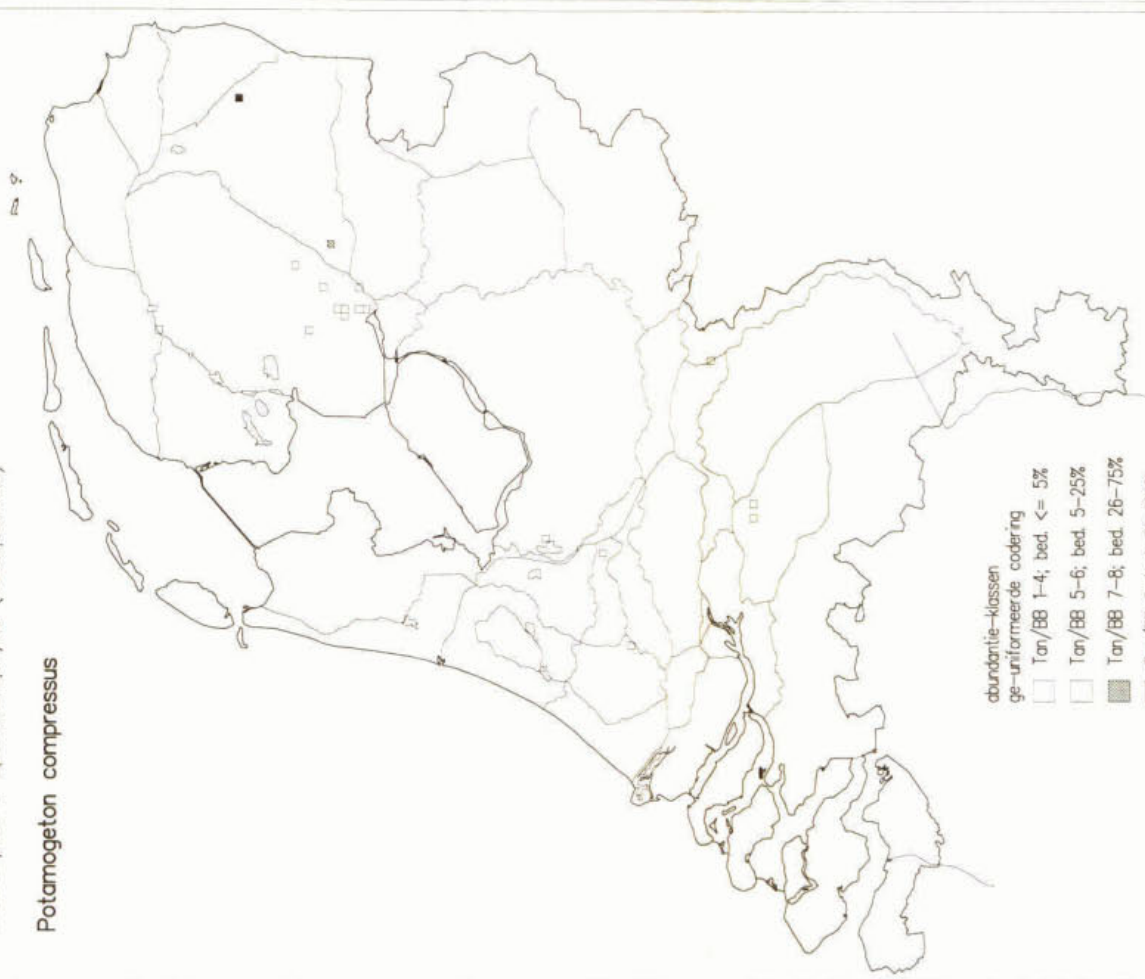 Potamogeton compressus
abundantie-klassen
ge-uniformeerde codering
Tan/BB 1-4; bed. <= 5%
Tan/BB 5-6; bed. 5-25%
Tan/BB 7-8; bed. 26-75%